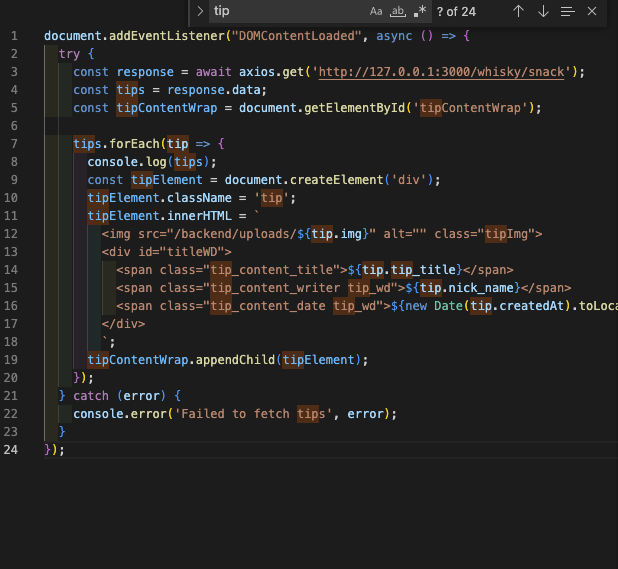 tip Aa ab .* ? of 24
1 document.addEventListener("DOMContentLoaded", async () => {
2 try {
3 const response = await axios.get('http://127.0.0.1:3000/whisky/snack');
4 const tips = response.data;
5 const tipContentWrap = document.getElementById('tipContentWrap');
6
7 tips.forEach(tip => {
8 console.log(tips);
9 const tipElement = document.createElement('div');
10 tipElement.className = 'tip';
11 tipElement.innerHTML = `
12 <img src="/backend/uploads/${tip.img}" alt="" class="tipImg">
13 <div id="titleWD">
14 <span class="tip_content_title">${tip.tip_title}</span>
15 <span class="tip_content_writer tip_wd">${tip.nick_name}</span>
16 <span class="tip_content_date tip_wd">${new Date(tip.createdAt).toLoca
17 </div>
18 `;
19 tipContentWrap.appendChild(tipElement);
20 });
21 } catch (error) {
22 console.error('Failed to fetch tips', error);
23 }
24 });